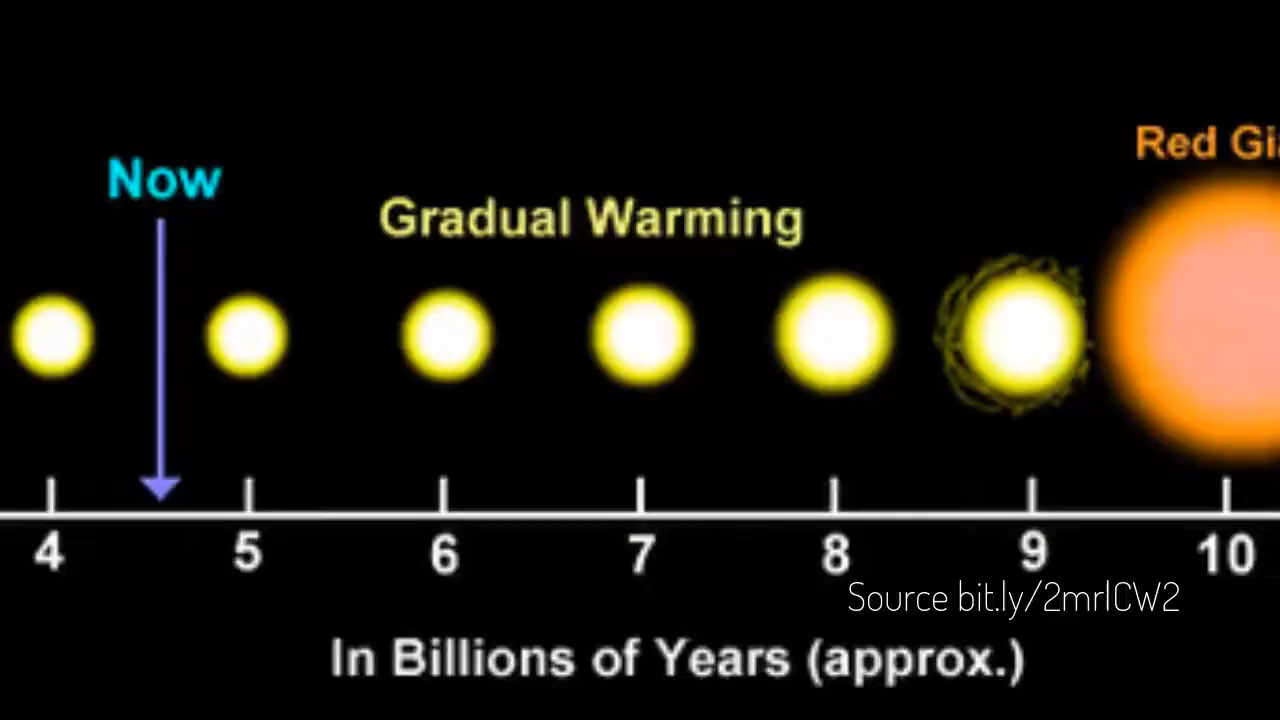 Red Gia
Now
Gradual Warming
4 5 6 7 8 9 10
Source bit.ly/2mrlCW2
In Billions of Years (approx.)